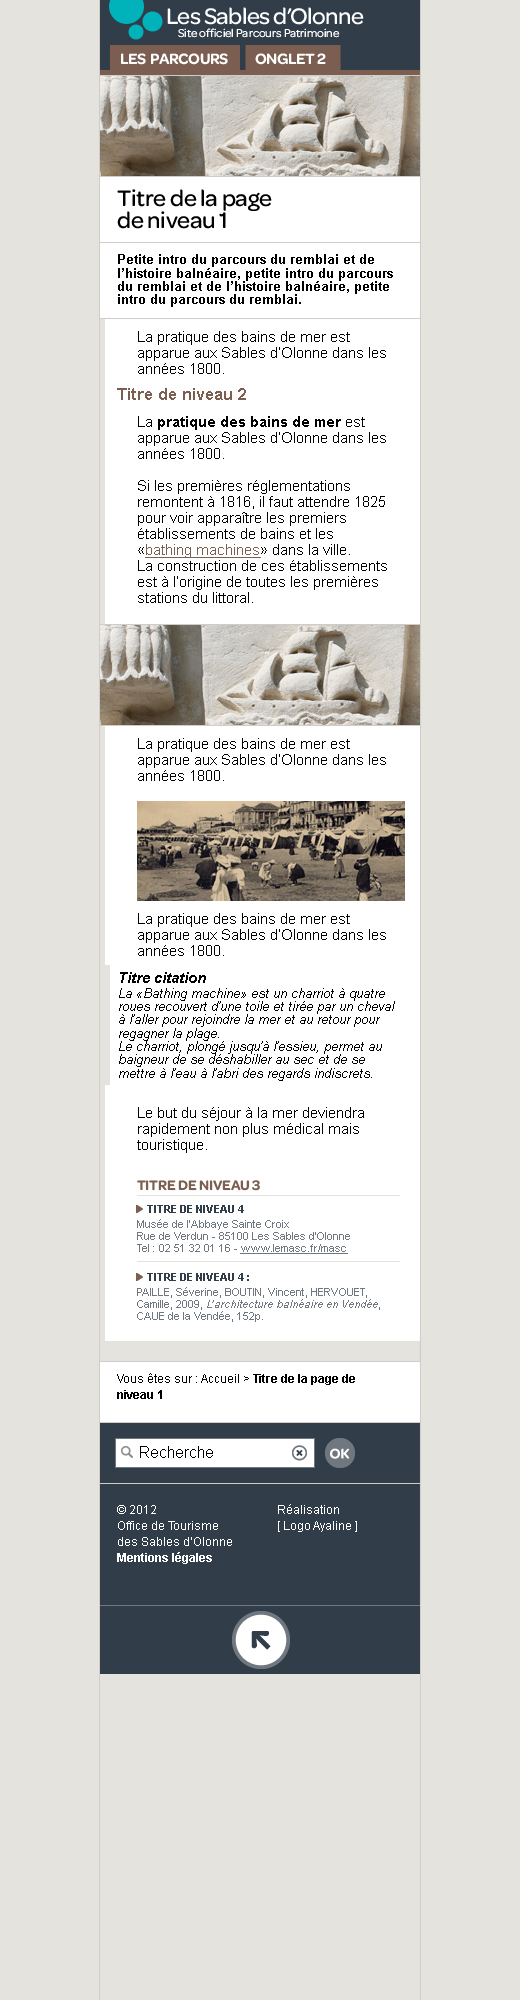 Les Sables d'Olonne
Site officiel Parcours Patrimoine
LES PARCOURS
ONGLET 2
Titre de la page
de niveau 1
Petite intro du parcours du remblai et de
l'histoire balnéaire, petite intro du parcours
du remblai et de l'histoire balnéaire, petite
intro du parcours du remblai.
La pratique des bains de mer est
apparue aux Sables d'Olonne dans les
années 1800.
Titre de niveau 2
La pratique des bains de mer est
apparue aux Sables d'Olonne dans les
années 1800.
Si les premières réglementations
remontent à 1816, il faut attendre 1825
pour voir apparaître les premiers
établissements de bains et les
«bathing machines» dans la ville.
La construction de ces établissements
est à l'origine de toutes les premières
stations du littoral.
La pratique des bains de mer est
apparue aux Sables d'Olonne dans les
années 1800.
La pratique des bains de mer est
apparue aux Sables d'Olonne dans les
années 1800.
Titre citation
La «Bathing machine» est un charriot à quatre
roues recouvert d'une toile et tirée par un cheval
à l'aller pour rejoindre la mer et au retour pour
regagner la plage.
Le charriot, plongé jusqu'à l'essieu, permet au
baigneur de se déshabiller au sec et de se
mettre à l'eau à l'abri des regards indiscrets.
Le but du séjour à la mer deviendra
rapidement non plus médical mais
touristique.
TITRE DE NIVEAU 3
TITRE DE NIVEAU 4
Musée de l'Abbaye Sainte Croix
Rue de Verdun - 85100 Les Sables d'Olonne
Tel : 02 51 32 01 16 - www.lemasc.fr/masc
TITRE DE NIVEAU 4 :
PAILLE, Séverine, BOUTIN, Vincent, HERVOUET,
Camille, 2009, L'architecture balnéaire en Vendée,
CAUE de la Vendée, 152p.
Vous êtes sur : Accueil > Titre de la page de
niveau 1
Recherche
OK
© 2012
Office de Tourisme
des Sables d'Olonne
Mentions légales
Réalisation
[ Logo Ayaline ]